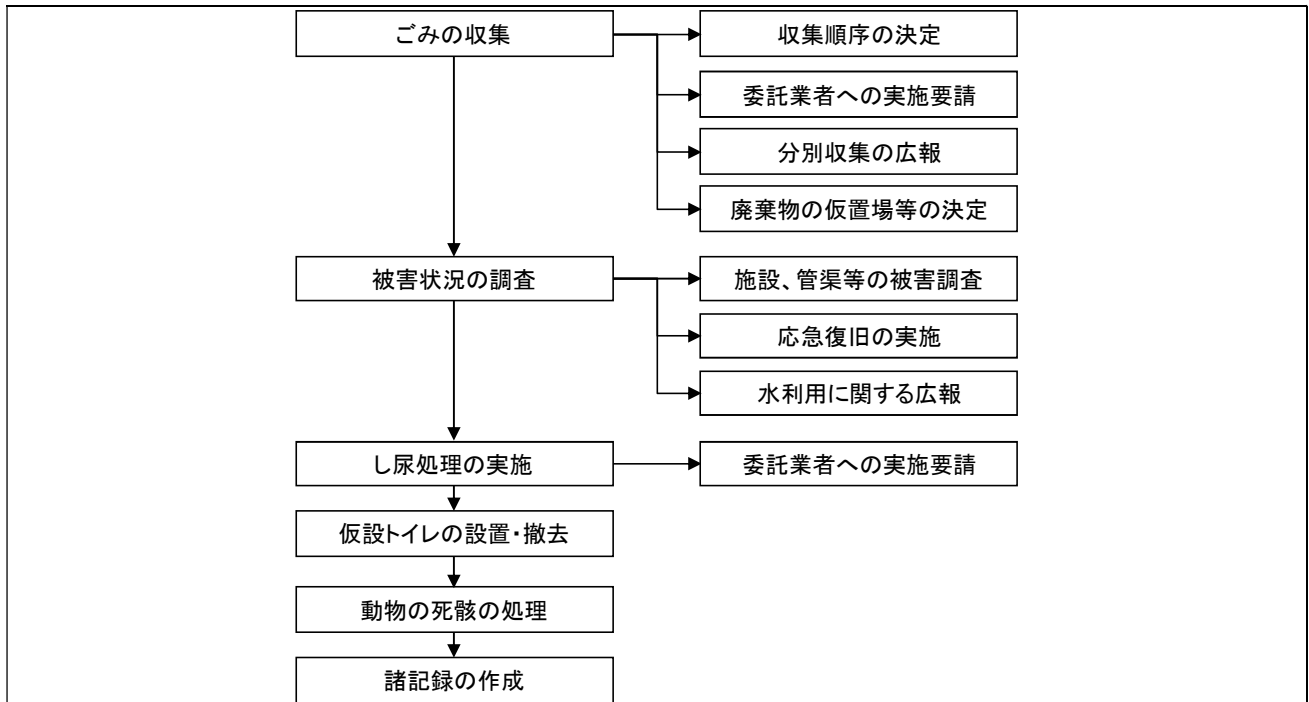 ごみの収集
収集順序の決定
委託業者への実施要請
分別収集の広報
廃棄物の仮置場等の決定
被害状況の調査
施設、管渠等の被害調査
応急復旧の実施
水利用に関する広報
し尿処理の実施
委託業者への実施要請
仮設トイレの設置・撤去
動物の死骸の処理
諸記録の作成